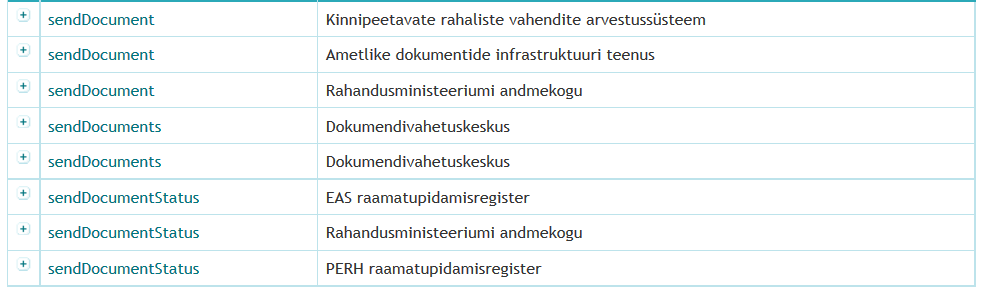 sendDocument Kinnipeetavate rahaliste vahendite arvestussüsteem
sendDocument Ametlike dokumentide infrastruktuuri teenus
sendDocument Rahandusministeeriumi andmekogu
sendDocuments Dokumendivahetuskeskus
sendDocuments Dokumendivahetuskeskus
sendDocumentStatus EAS raamatupidamisregister
sendDocumentStatus Rahandusministeeriumi andmekogu
sendDocumentStatus PERH raamatupidamisregister